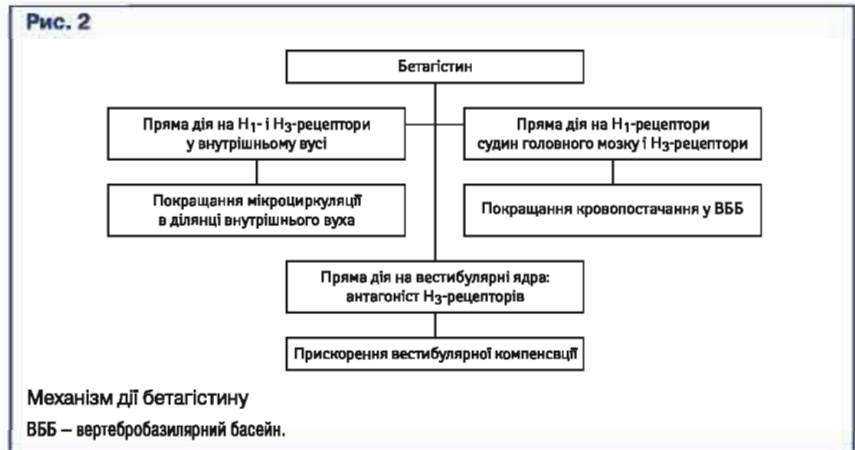 Рис. 2
Бетагістин
Пряма дія на H1- і H3-рецептори
у внутрішньому вусі
Пряма дія на H1-рецептори
судин головного мозку і H3-рецептори
Покращання мікроциркуляції
в ділянці внутрішнього вуха
Покращання кровопостачання у ВББ
Пряма дія на вестибулярні ядра:
антагоніст H3-рецепторів
Прискорення вестибулярної компенсвції
Механізм дії бетагістину
ВББ – вертебробазилярний басейн.